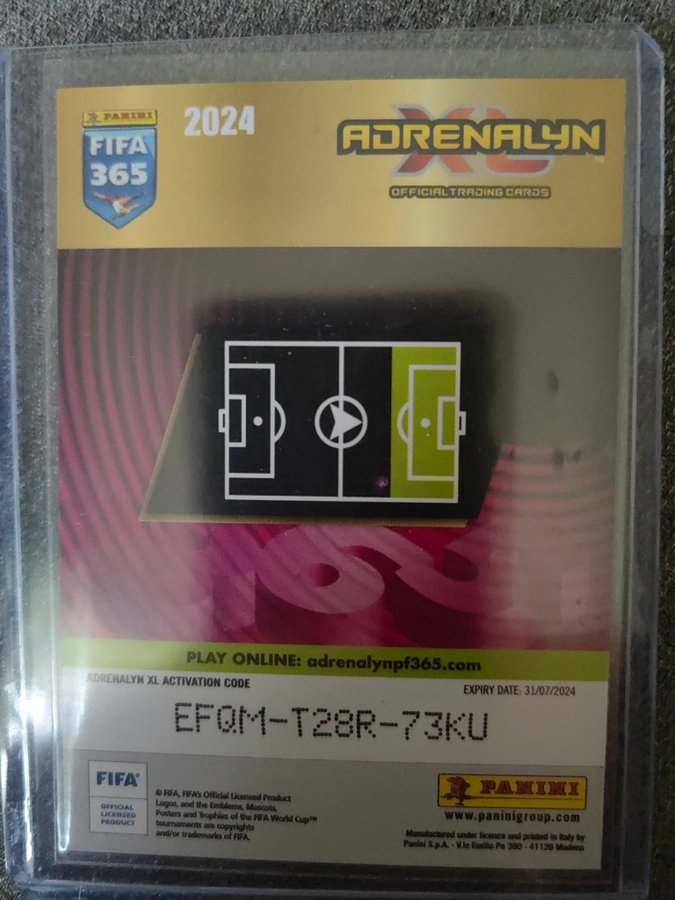 PANINI
FIFA
365
2024
ADRENALYN
XL
OFFICIAL TRADING CARDS
365
PLAY ONLINE: adrenalynpf365.com
ADRENALYN XL ACTIVATION CODE
EXPIRY DATE: 31/07/2024
EFQM-T28R-73KU
FIFA®
OFFICIAL
LICENSED
PRODUCT
© FIFA, FIFA's Official Licensed Product
Logos, and the Emblems, Mascots,
Posters and Trophies of the FIFA World Cup™
tournaments are copyrights
and/or trademarks of FIFA.
PANINI
www.paninigroup.com
Manufactured under licence and printed in Italy by
Panini S.p.A. - V.le Emilio Po 380 - 41126 Modena